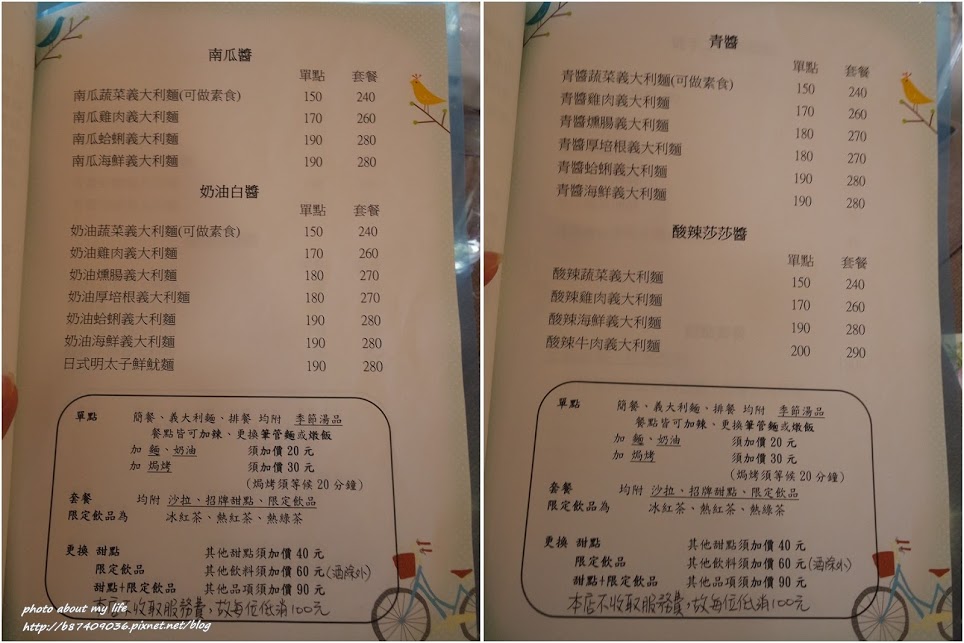 南瓜醬
單點 套餐
南瓜蔬菜義大利麵(可做素食) 150 240
南瓜雞肉義大利麵 170 260
南瓜蛤蜊義大利麵 190 280
南瓜海鮮義大利麵 190 280
奶油白醬
單點 套餐
奶油蔬菜義大利麵(可做素食) 150 240
奶油雞肉義大利麵 170 260
奶油燻腸義大利麵 180 270
奶油厚培根義大利麵 180 270
奶油蛤蜊義大利麵 190 280
奶油海鮮義大利麵 190 280
日式明太子鮮魷麵 190 280
單點 簡餐、義大利麵、排餐 均附 季節湯品
餐點皆可加辣、更換筆管麵或燉飯
加 麵、奶油 須加價 20 元
加 焗烤 須加價 30 元
(焗烤須等候 20 分鐘)
套餐 均附 沙拉、招牌甜點、限定飲品
限定飲品為 冰紅茶、熱紅茶、熱綠茶
更換 甜點 其他甜點須加價 40 元
限定飲品 其他飲料須加價 60 元(酒除外)
甜點+限定飲品 其他品項須加價 90 元
本店不收取服務費,故每位低消100元
photo about my life
http://b87409036.pixnet.net/blog
青醬
單點 套餐
青醬蔬菜義大利麵(可做素食) 150 240
青醬雞肉義大利麵 170 260
青醬燻腸義大利麵 180 270
青醬厚培根義大利麵 180 270
青醬蛤蜊義大利麵 190 280
青醬海鮮義大利麵 190 280
酸辣莎莎醬
單點 套餐
酸辣蔬菜義大利麵 150 240
酸辣雞肉義大利麵 170 260
酸辣海鮮義大利麵 190 280
酸辣牛肉義大利麵 200 290
單點 簡餐、義大利麵、排餐 均附 季節湯品
餐點皆可加辣、更換筆管麵或燉飯
加 麵、奶油 須加價 20 元
加 焗烤 須加價 30 元
(焗烤須等候 20 分鐘)
套餐 均附 沙拉、招牌甜點、限定飲品
限定飲品為 冰紅茶、熱紅茶、熱綠茶
更換 甜點 其他甜點須加價 40 元
限定飲品 其他飲料須加價 60 元(酒除外)
甜點+限定飲品 其他品項須加價 90 元
本店不收取服務費,故每位低消100元